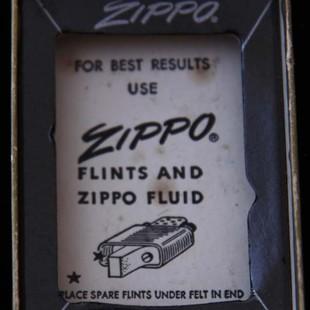 ZIPPO
FOR BEST RESULTS
USE
ZIPPO®
FLINTS AND
ZIPPO FLUID
PLACE SPARE FLINTS UNDER FELT IN END